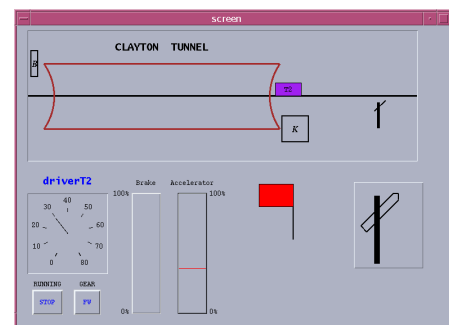 screen
CLAYTON TUNNEL
B
T2
K
driverT2
Brake
Accelerator
100%
100%
40
30
50
20
60
10
70
0
80
0%
0%
RUNNING
GEAR
STOP
FW